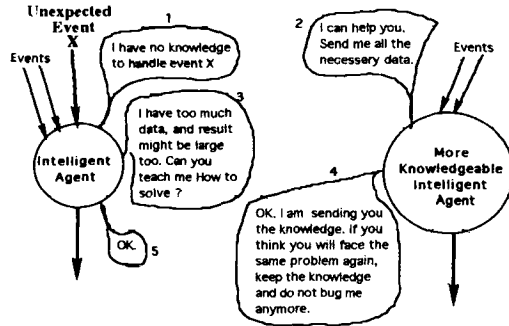 Unexpected
Event
X
Events
1
I have no knowledge
to handle event X
2
I can help you.
Send me all the
necessary data.
Events
3
I have too much
data, and result
might be large
too. Can you
teach me How to
solve ?
Intelligent
Agent
More
Knowledgeable
Intelligent
Agent
4
OK. I am sending you
the knowledge. if you
think you will face the
same problem again,
keep the knowledge
and do not bug me
anymore.
OK.
5